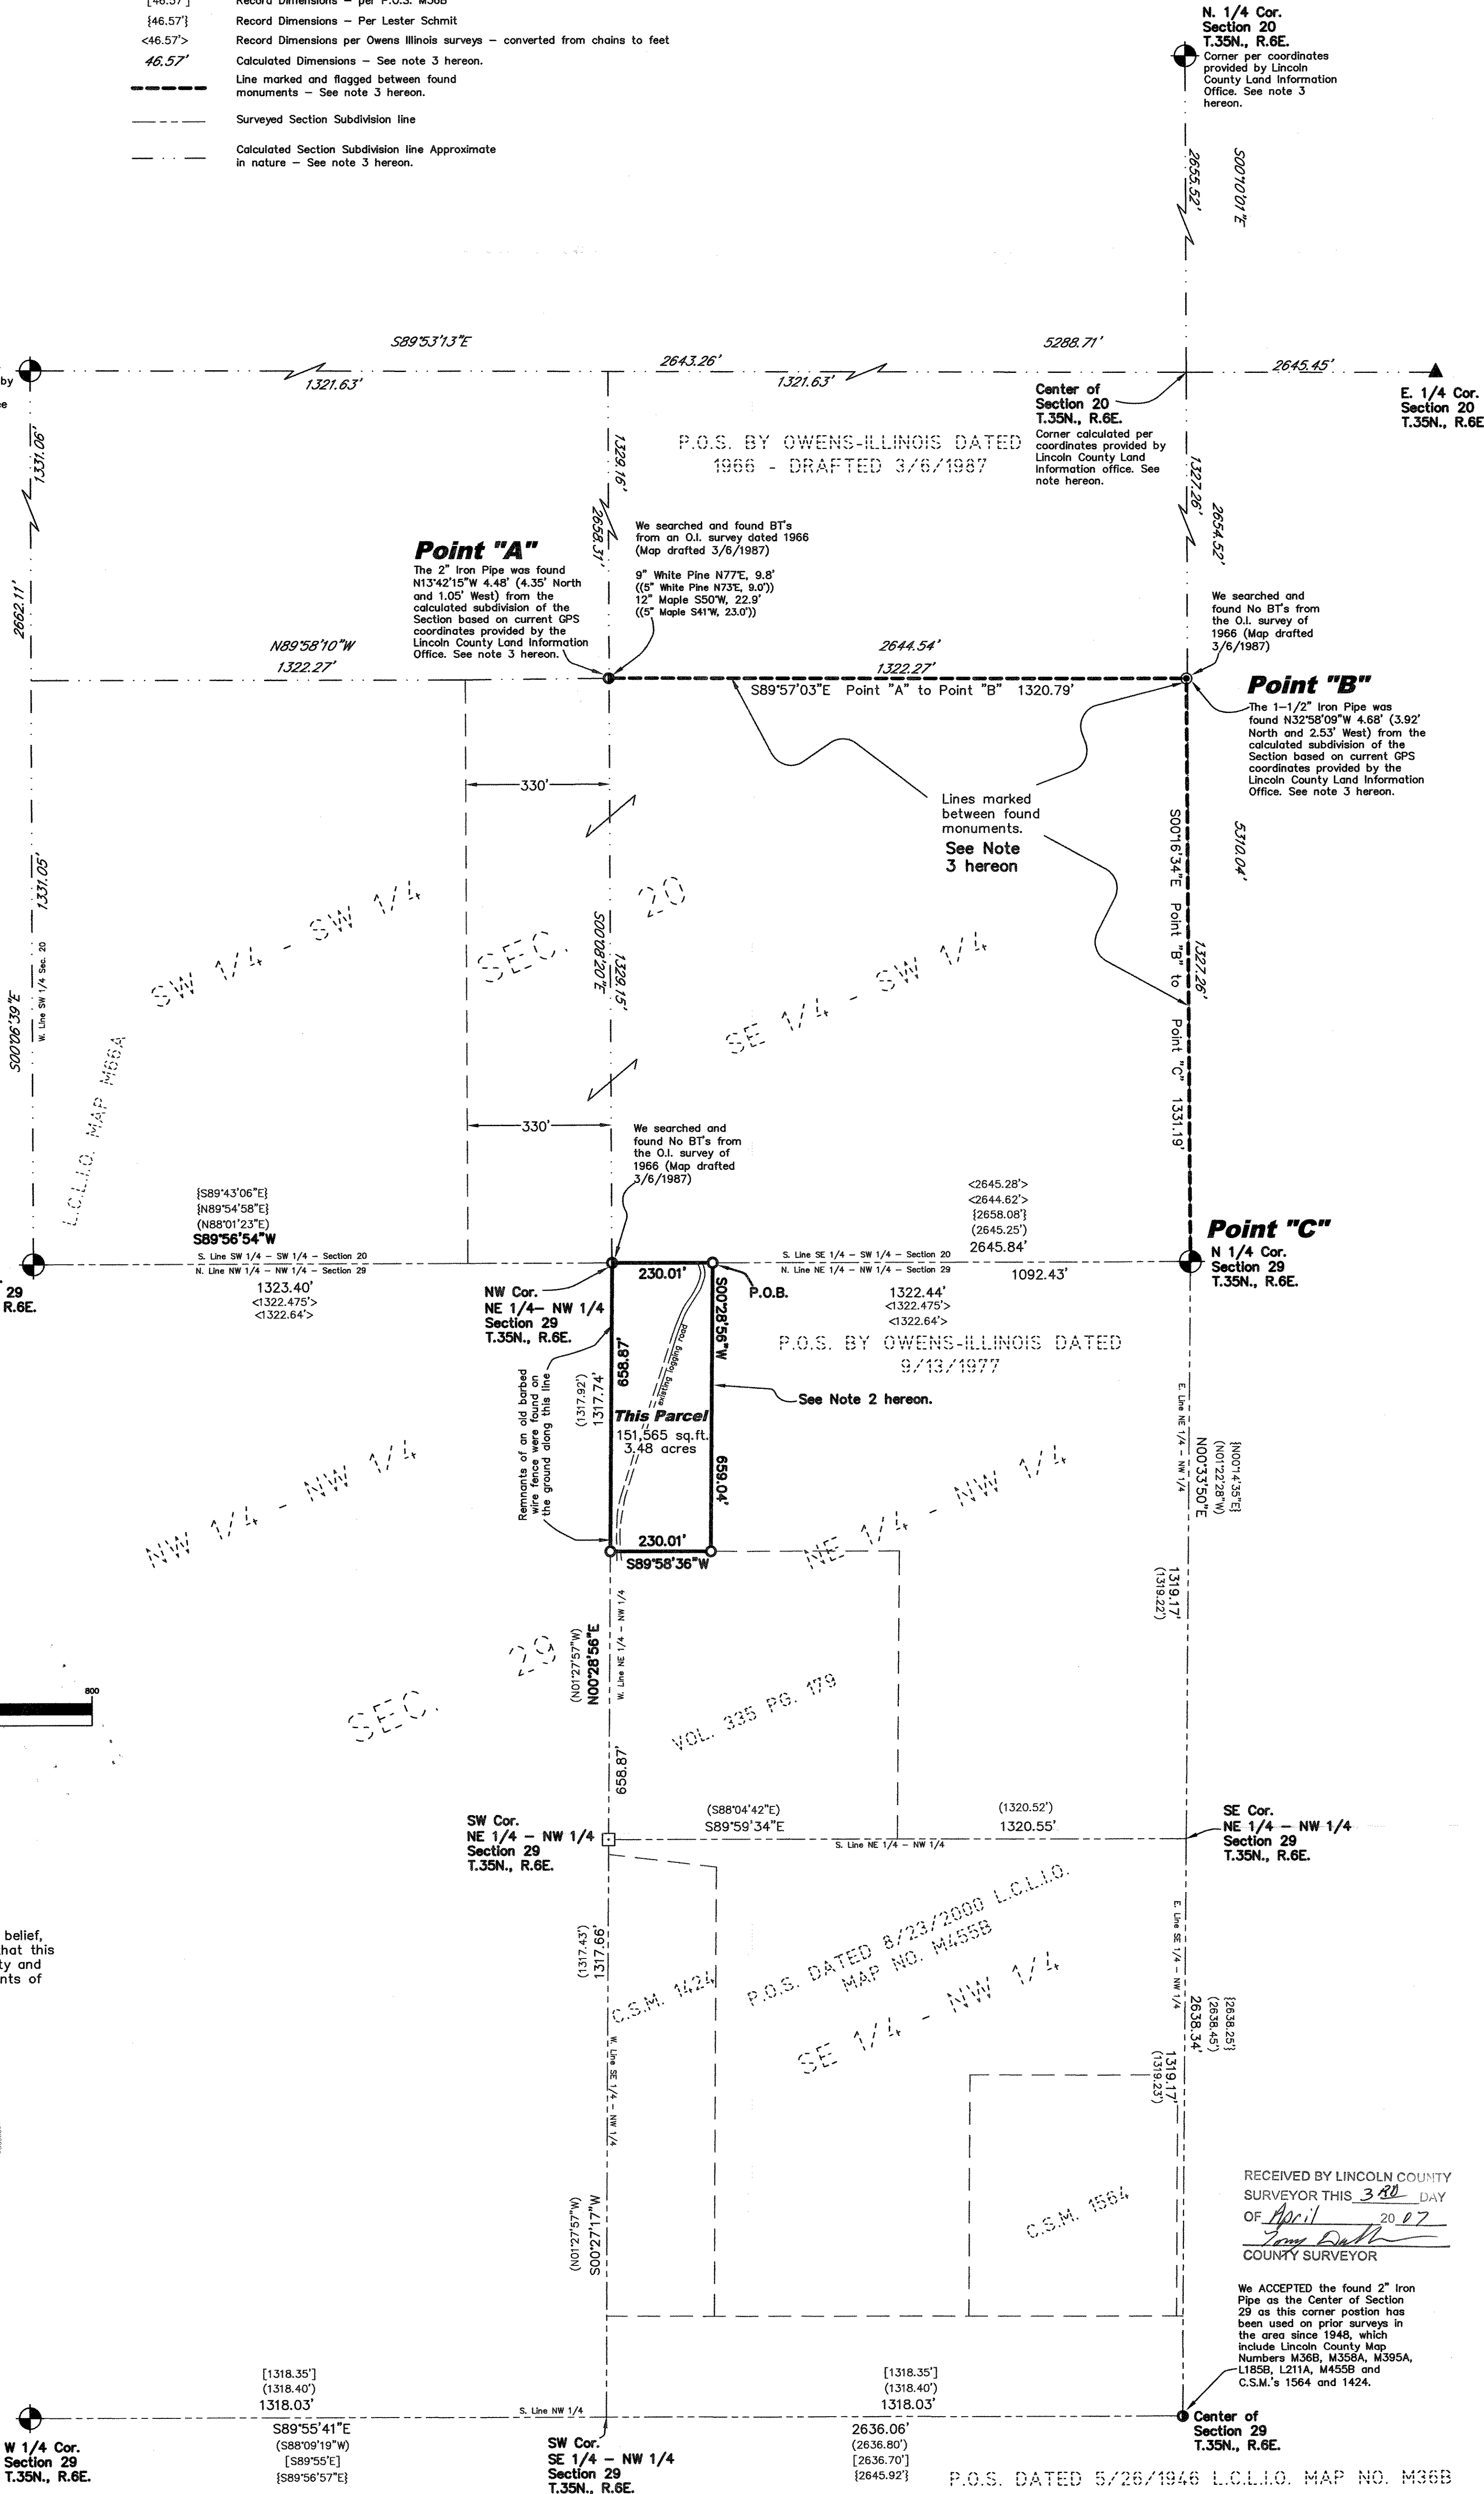 [46.57'] Record Dimensions – per P.O.S. M36B
{46.57'} Record Dimensions – Per Lester Schmit
<46.57'> Record Dimensions per Owens Illinois surveys – converted from chains to feet
46.57' Calculated Dimensions – See note 3 hereon.
Line marked and flagged between found
monuments – See note 3 hereon.
Surveyed Section Subdivision line
Calculated Section Subdivision line Approximate
in nature – See note 3 hereon.
N. 1/4 Cor.
Section 20
T.35N., R.6E.
Corner per coordinates
provided by Lincoln
County Land Information
Office. See note 3
hereon.
2655.52'
S00°10'01"E
S89°53'13"E
5288.71'
2643.26'
1321.63'
1321.63'
2645.45'
by
E. 1/4 Cor.
Section 20
T.35N., R.6E
Center of
Section 20
T.35N., R.6E.
Corner calculated per
coordinates provided by
Lincoln County Land
Information office. See
note hereon.
P.O.S. BY OWENS-ILLINOIS DATED
1966 - DRAFTED 3/6/1987
1331.06'
2662.11'
1329.16'
2658.31'
1327.26'
2654.52'
We searched and found BT's
from an O.I. survey dated 1966
(Map drafted 3/6/1987)
9" White Pine N77°E, 9.8'
((5" White Pine N73°E, 9.0'))
12" Maple S50°W, 22.9'
((5" Maple S41°W, 23.0'))
Point "A"
The 2" Iron Pipe was found
N13°42'15"W 4.48' (4.35' North
and 1.05' West) from the
calculated subdivision of the
Section based on current GPS
coordinates provided by the
Lincoln County Land Information
Office. See note 3 hereon.
We searched and
found No BT's from
the O.I. survey of
1966 (Map drafted
3/6/1987)
N89°58'10"W
1322.27'
2644.54'
1322.27'
S89°57'03"E Point "A" to Point "B" 1320.79'
Point "B"
The 1-1/2" Iron Pipe was
found N32°58'09"W 4.68' (3.92'
North and 2.53' West) from the
calculated subdivision of the
Section based on current GPS
coordinates provided by the
Lincoln County Land Information
Office. See note 3 hereon.
330'
Lines marked
between found
monuments.
See Note
3 hereon
S00°16'34"E Point "B" to Point "C" 1331.19'
5310.04'
1327.26'
1331.05'
W. Line SW 1/4 Sec. 20
S00°06'39"E
SW 1/4 - SW 1/4
SEC. 20
S00°08'20"E
1329.15'
SE 1/4 - SW 1/4
L.C.L.I.O. MAP M66A
330'
We searched and
found No BT's from
the O.I. survey of
1966 (Map drafted
3/6/1987)
{S89°43'06"E}
{N89°54'58"E}
(N88°01'23"E)
S89°56'54"W
<2645.28'>
<2644.62'>
{2658.08'}
(2645.25')
2645.84'
S. Line SW 1/4 – SW 1/4 – Section 20
N. Line NW 1/4 – NW 1/4 – Section 29
S. Line SE 1/4 – SW 1/4 – Section 20
N. Line NE 1/4 – NW 1/4 – Section 29
Point "C"
N 1/4 Cor.
Section 29
T.35N., R.6E.
29
R.6E.
1323.40'
<1322.475'>
<1322.64'>
NW Cor.
NE 1/4– NW 1/4
Section 29
T.35N., R.6E.
230.01'
P.O.B.
1092.43'
1322.44'
<1322.475'>
<1322.64'>
P.O.S. BY OWENS-ILLINOIS DATED
9/13/1977
S00°28'56"W
659.04'
See Note 2 hereon.
Remnants of an old barbed
wire fence were found on
the ground along this line
(1317.92')
1317.74'
658.87'
existing logging road
This Parcel
151,565 sq.ft.
3.48 acres
230.01'
S89°58'36"W
E. Line NE 1/4 – NW 1/4
N00°33'50"E
(N01°22'28"W)
{N00°14'35"E}
1319.17'
(1319.22')
NW 1/4 - NW 1/4
NE 1/4 - NW 1/4
SEC. 29
(N01°27'57"W)
N00°28'56"E
W. Line NE 1/4 – NW 1/4
658.87'
VOL. 335 PG. 179
800
SW Cor.
NE 1/4 – NW 1/4
Section 29
T.35N., R.6E.
(S88°04'42"E)
S89°59'34"E
(1320.52')
1320.55'
S. Line NE 1/4 – NW 1/4
SE Cor.
NE 1/4 – NW 1/4
Section 29
T.35N., R.6E.
belief,
that this
ty and
nts of
(1317.43')
1317.66'
C.S.M. 1424
P.O.S. DATED 8/23/2000 L.C.L.I.O.
MAP NO. M455B
SE 1/4 - NW 1/4
E. Line SE 1/4 – NW 1/4
2638.34'
(2638.45')
{2638.25'}
1319.17'
(1319.23')
W. Line SE 1/4 – NW 1/4
(N01°27'57"W)
S00°27'17"W
C.S.M. 1564
RECEIVED BY LINCOLN COUNTY
SURVEYOR THIS 3RD DAY
OF April 2007
COUNTY SURVEYOR
We ACCEPTED the found 2" Iron
Pipe as the Center of Section
29 as this corner postion has
been used on prior surveys in
the area since 1948, which
include Lincoln County Map
Numbers M36B, M358A, M395A,
L185B, L211A, M455B and
C.S.M.'s 1564 and 1424.
[1318.35']
(1318.40')
1318.03'
[1318.35']
(1318.40')
1318.03'
S. Line NW 1/4
W 1/4 Cor.
Section 29
T.35N., R.6E.
S89°55'41"E
(S88°09'19"W)
[S89°55'E]
{S89°56'57"E}
SW Cor.
SE 1/4 – NW 1/4
Section 29
T.35N., R.6E.
2636.06'
(2636.80')
[2636.70']
{2645.92'}
Center of
Section 29
T.35N., R.6E.
P.O.S. DATED 5/26/1946 L.C.L.I.O. MAP NO. M36B